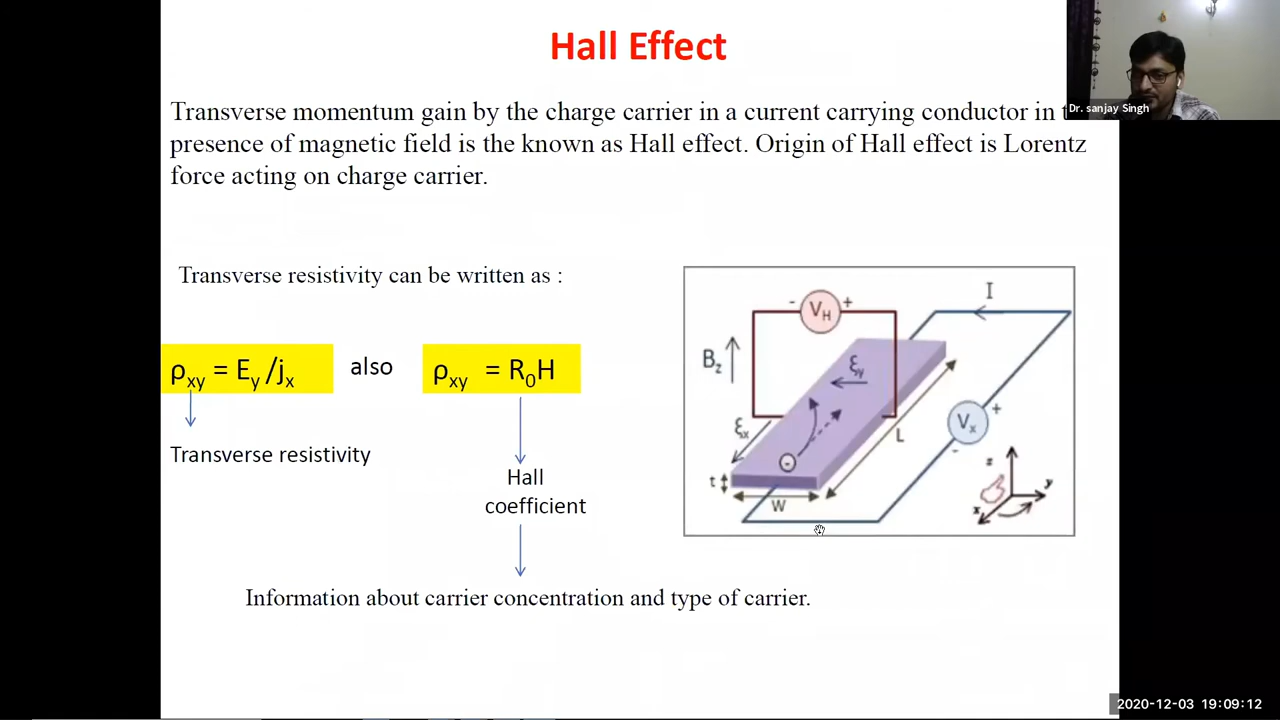 Hall Effect
Dr. sanjay Singh
Transverse momentum gain by the charge carrier in a current carrying conductor in
presence of magnetic field is the known as Hall effect. Origin of Hall effect is Lorentz
force acting on charge carrier.
Transverse resistivity can be written as :
ρxy = Ey /jx also ρxy = R0H
Transverse resistivity
Hall
coefficient
Information about carrier concentration and type of carrier.
I
- VH +
Bz
ξy
ξx
L
Vx
+
-
t
W
z
y
x
2020-12-03 19:09:12